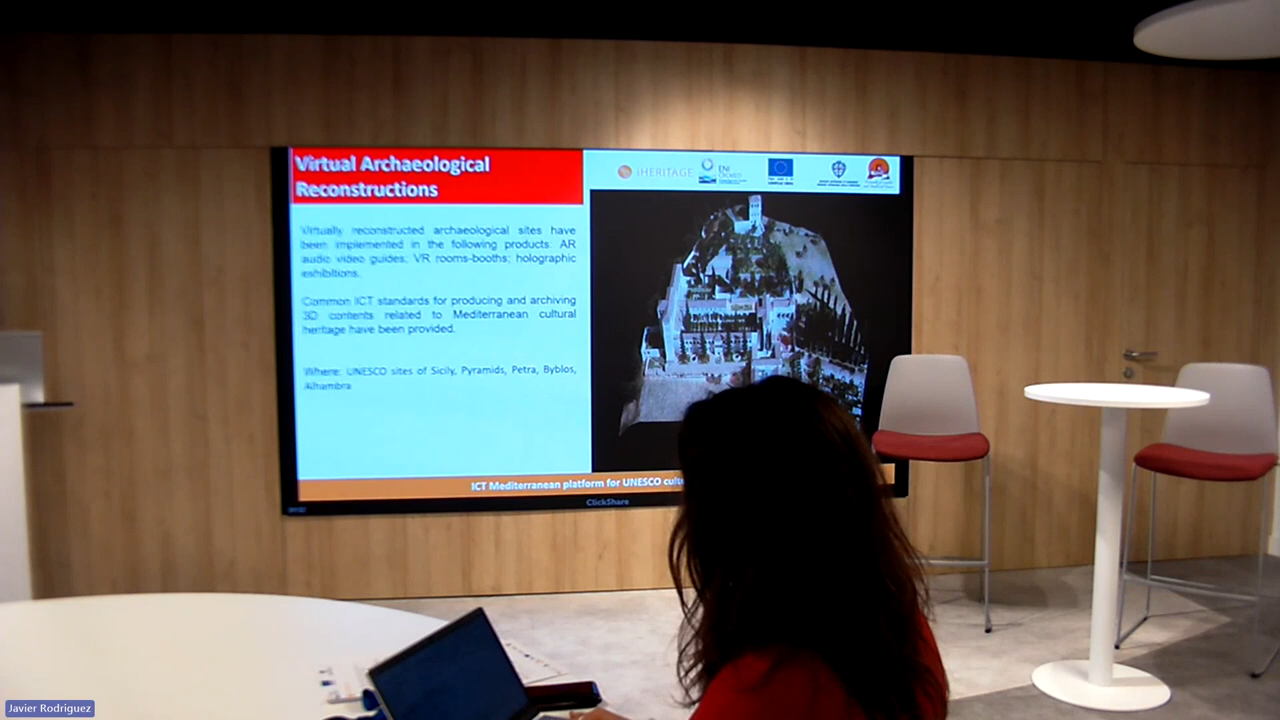 Virtual Archaeological
Reconstructions
iHERITAGE
ENI
Virtually reconstructed archaeological sites have
been implemented in the following products: AR
audio video guides; VR rooms-booths; holographic
exhibitions.
Common ICT standards for producing and archiving
3D contents related to Mediterranean cultural
heritage have been provided.
Where: UNESCO sites of Sicily, Pyramids, Petra, Byblos,
Alhambra
ICT Mediterranean platform for UNESCO
ClickShare
Javier Rodriguez